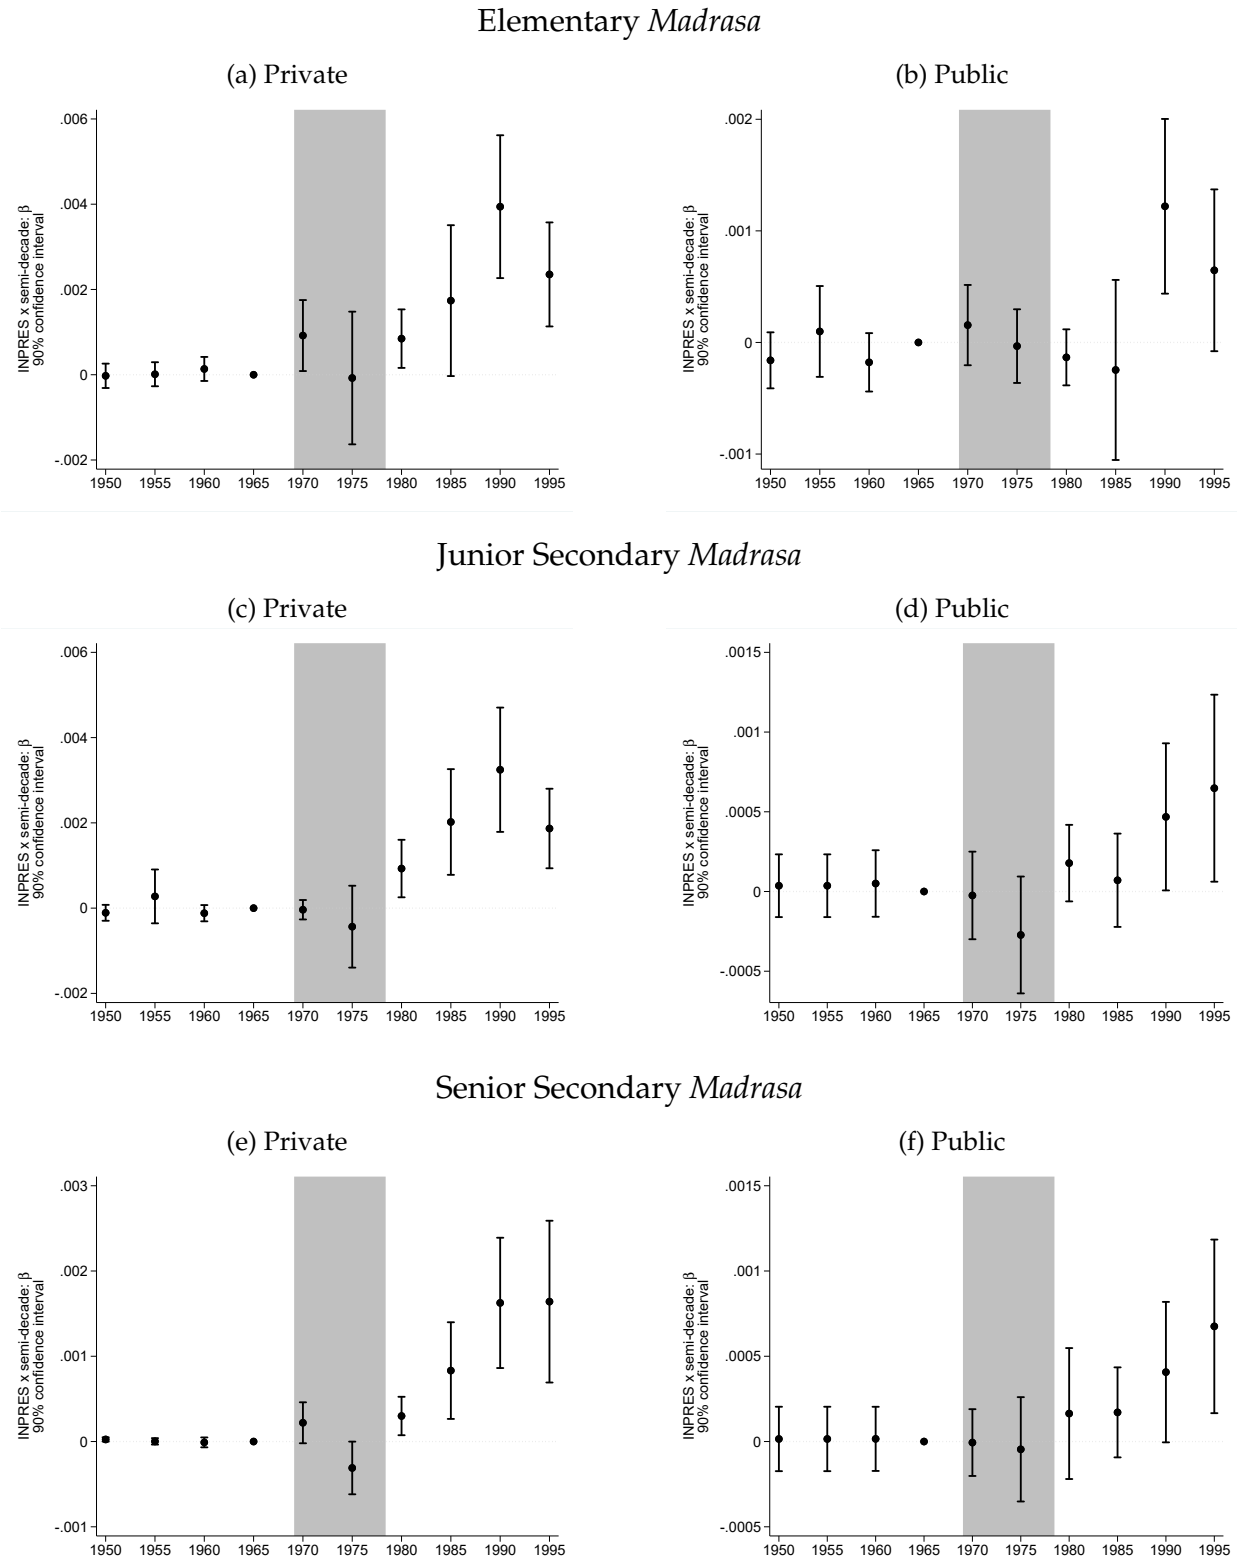 Elementary Madrasa
(a) Private
(b) Public
INPRES x semi-decade: β
90% confidence interval
.006
.004
.002
0
-.002
1950 1955 1960 1965 1970 1975 1980 1985 1990 1995
INPRES x semi-decade: β
90% confidence interval
.002
.001
0
-.001
1950 1955 1960 1965 1970 1975 1980 1985 1990 1995
Junior Secondary Madrasa
(c) Private
(d) Public
INPRES x semi-decade: β
90% confidence interval
.006
.004
.002
0
-.002
1950 1955 1960 1965 1970 1975 1980 1985 1990 1995
INPRES x semi-decade: β
90% confidence interval
.0015
.001
.0005
0
-.0005
1950 1955 1960 1965 1970 1975 1980 1985 1990 1995
Senior Secondary Madrasa
(e) Private
(f) Public
INPRES x semi-decade: β
90% confidence interval
.003
.002
.001
0
-.001
1950 1955 1960 1965 1970 1975 1980 1985 1990 1995
INPRES x semi-decade: β
90% confidence interval
.0015
.001
.0005
0
-.0005
1950 1955 1960 1965 1970 1975 1980 1985 1990 1995